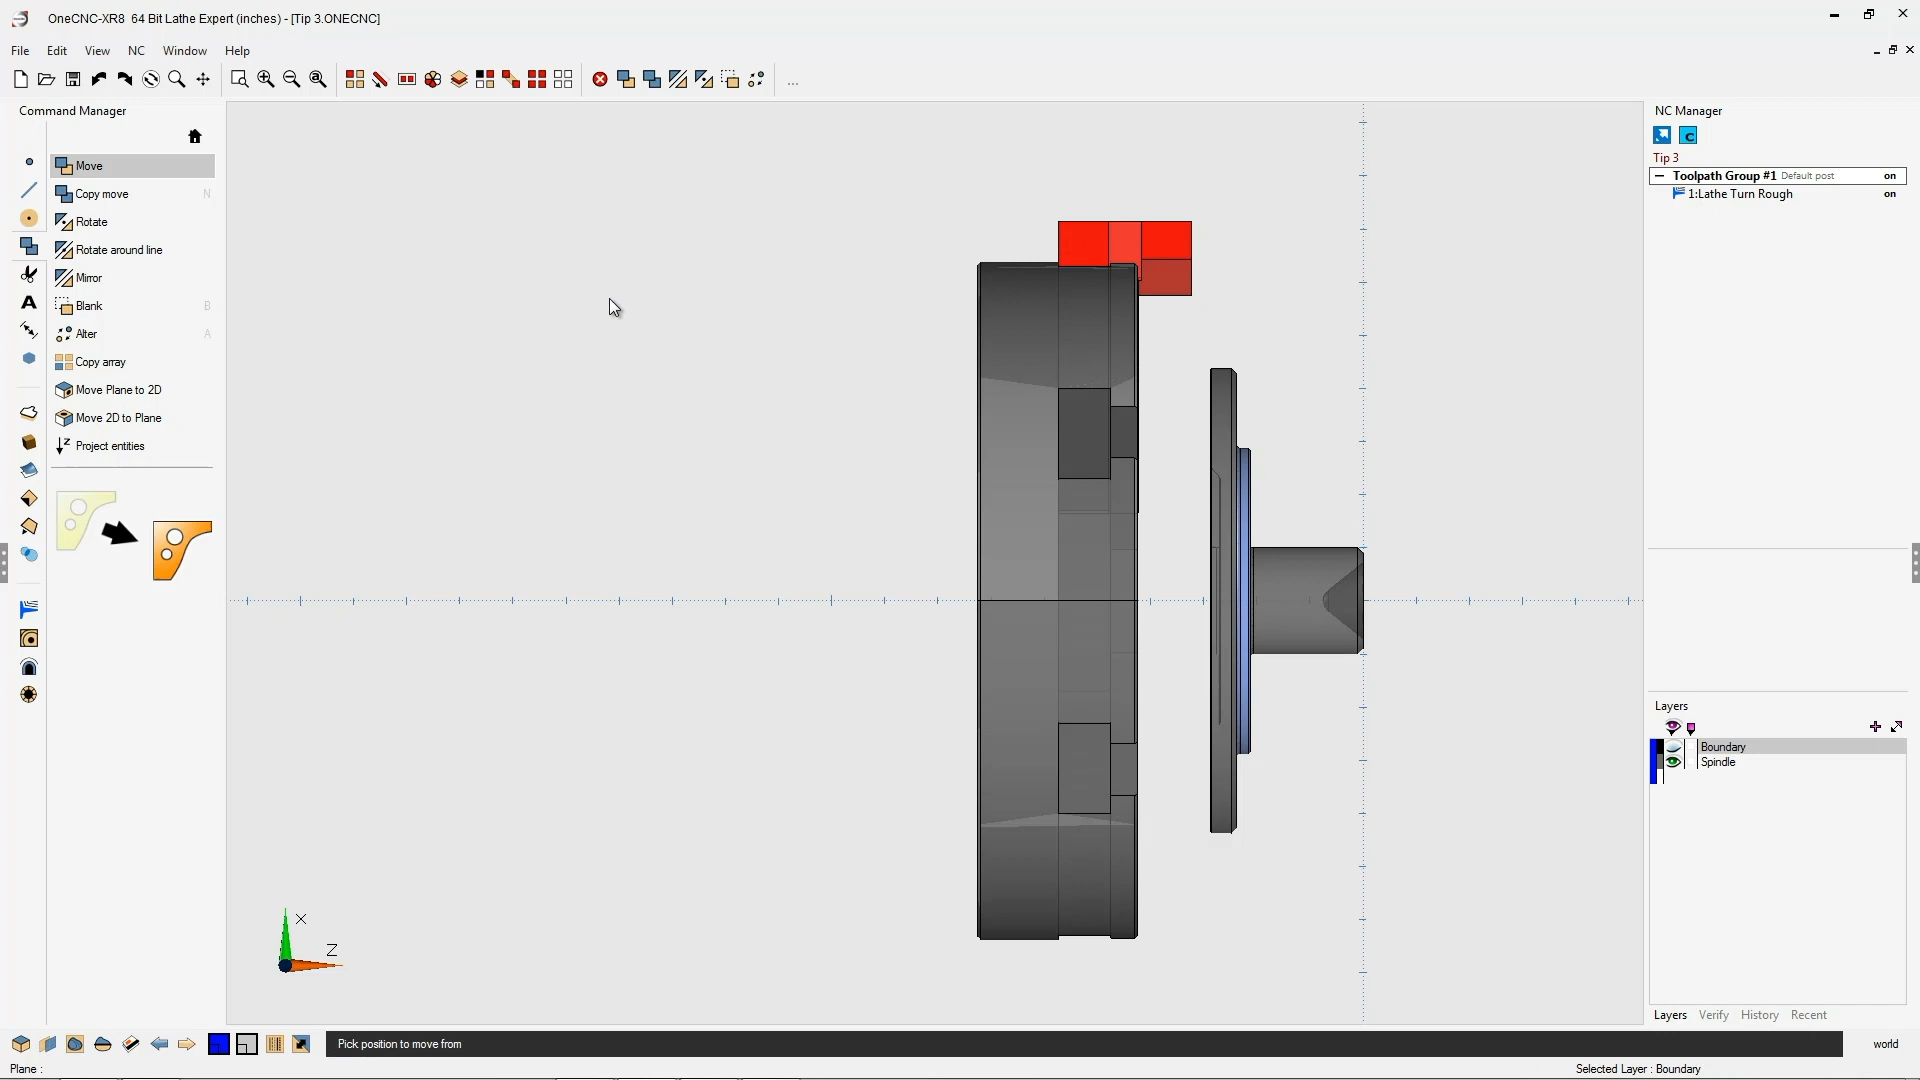 OneCNC-XR8 64 Bit Lathe Expert (inches) - [Tip 3.ONECNC]
File Edit View NC Window Help
...
Command Manager
NC Manager
Move
Copy move N
Rotate
Rotate around line
Mirror
Blank B
Alter A
Copy array
Move Plane to 2D
Move 2D to Plane
Project entities
A
C
Tip 3
Toolpath Group #1 Default post on
1:Lathe Turn Rough on
X
Z
Layers
Boundary
Spindle
Layers Verify History Recent
Pick position to move from
world
Plane :
Selected Layer : Boundary